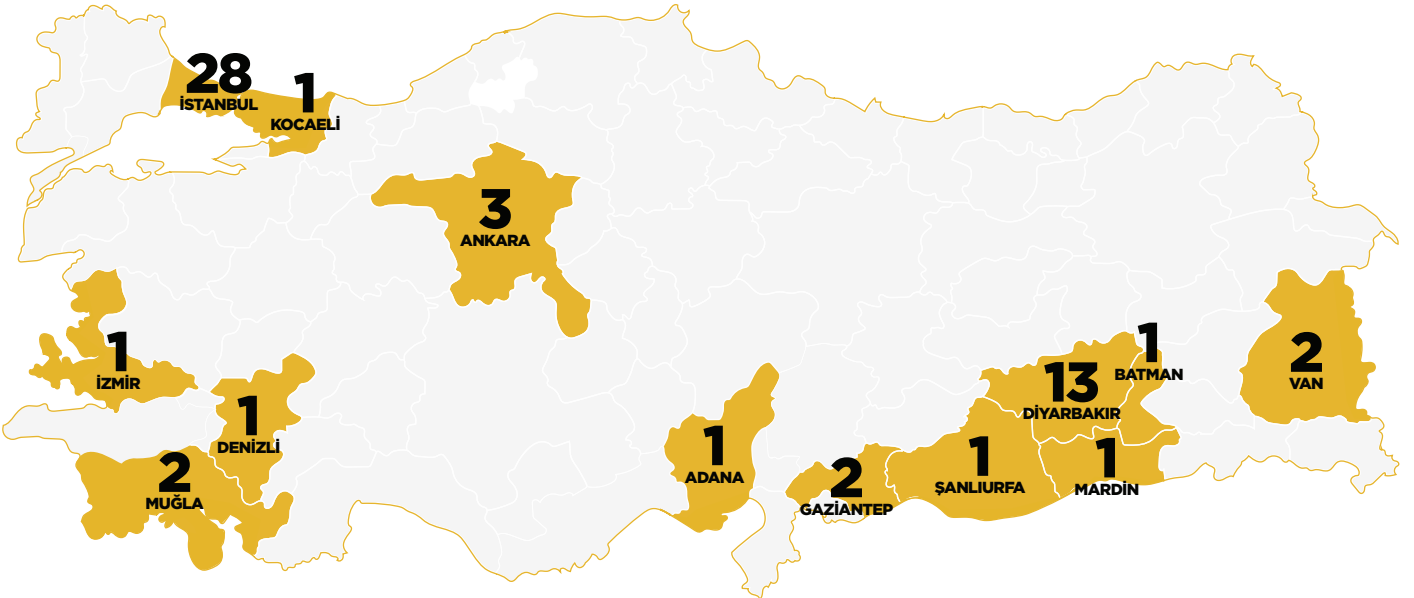 28
İSTANBUL
1
KOCAELİ
3
ANKARA
1
İZMİR
1
DENİZLİ
2
MUĞLA
1
ADANA
2
GAZİANTEP
1
ŞANLIURFA
13
DİYARBAKIR
1
BATMAN
1
MARDİN
2
VAN